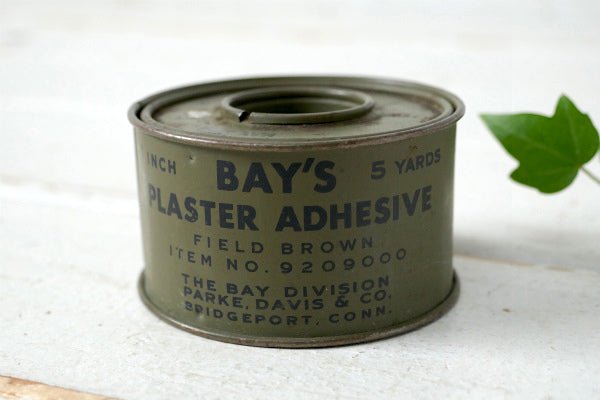 INCH BAY'S 5 YARDS
PLASTER ADHESIVE
FIELD BROWN
ITEM NO. 9209000
THE BAY DIVISION
PARKE, DAVIS & CO.
BRIDGEPORT, CONN.